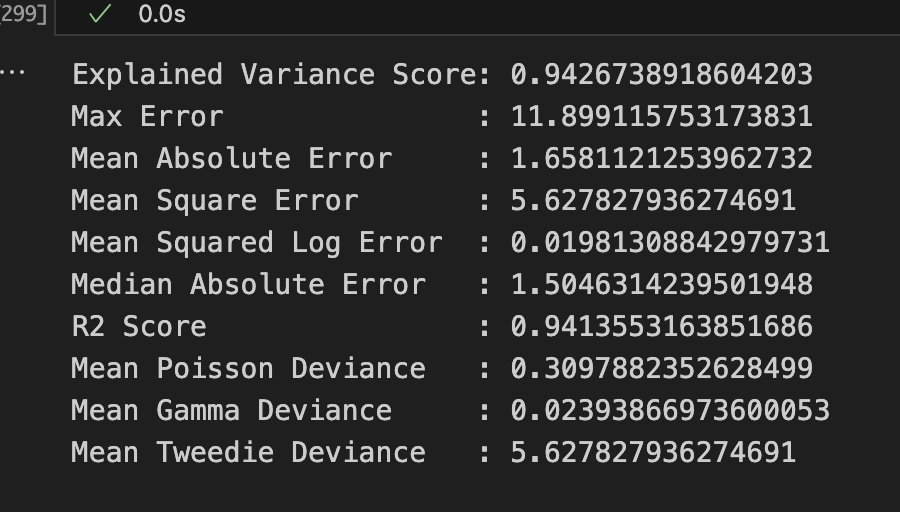 299] ✓ 0.0s
...
Explained Variance Score: 0.9426738918604203
Max Error : 11.899115753173831
Mean Absolute Error : 1.6581121253962732
Mean Square Error : 5.627827936274691
Mean Squared Log Error : 0.01981308842979731
Median Absolute Error : 1.5046314239501948
R2 Score : 0.9413553163851686
Mean Poisson Deviance : 0.3097882352628499
Mean Gamma Deviance : 0.02393866973600053
Mean Tweedie Deviance : 5.627827936274691